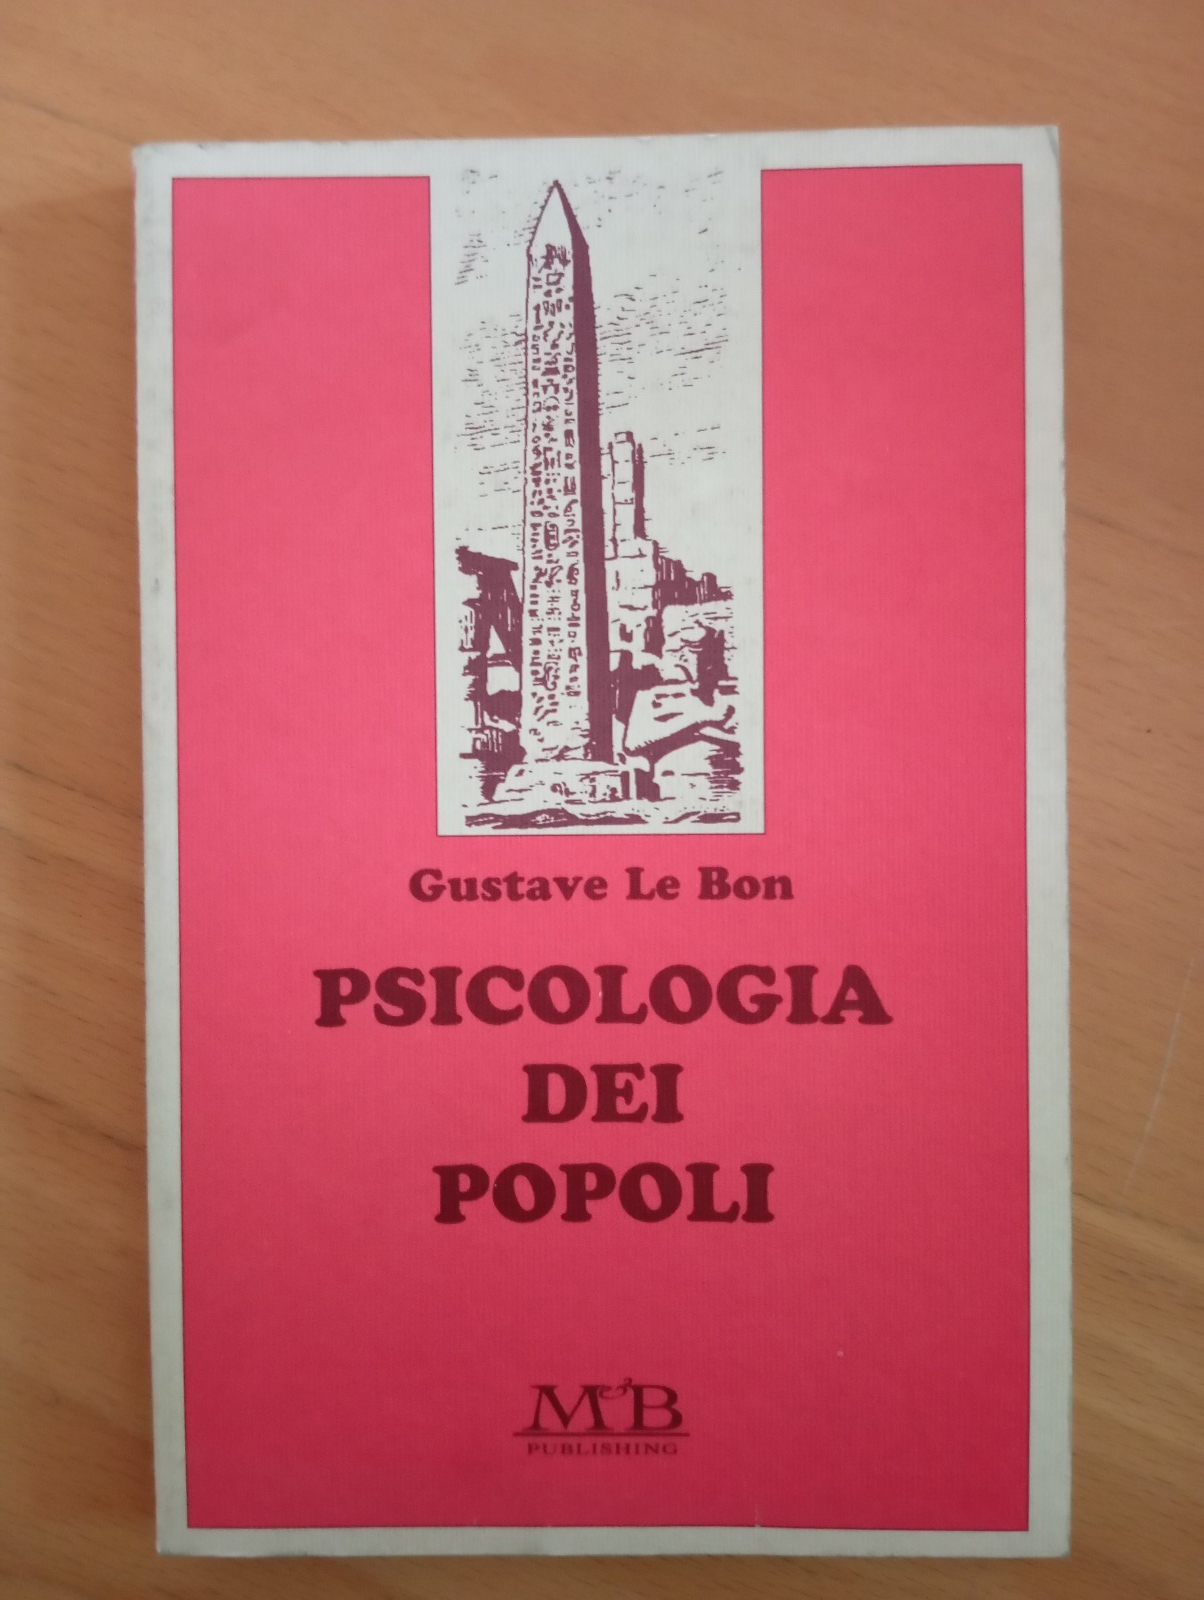 Gustave Le Bon
PSICOLOGIA
DEI
POPOLI
M&B
PUBLISHING